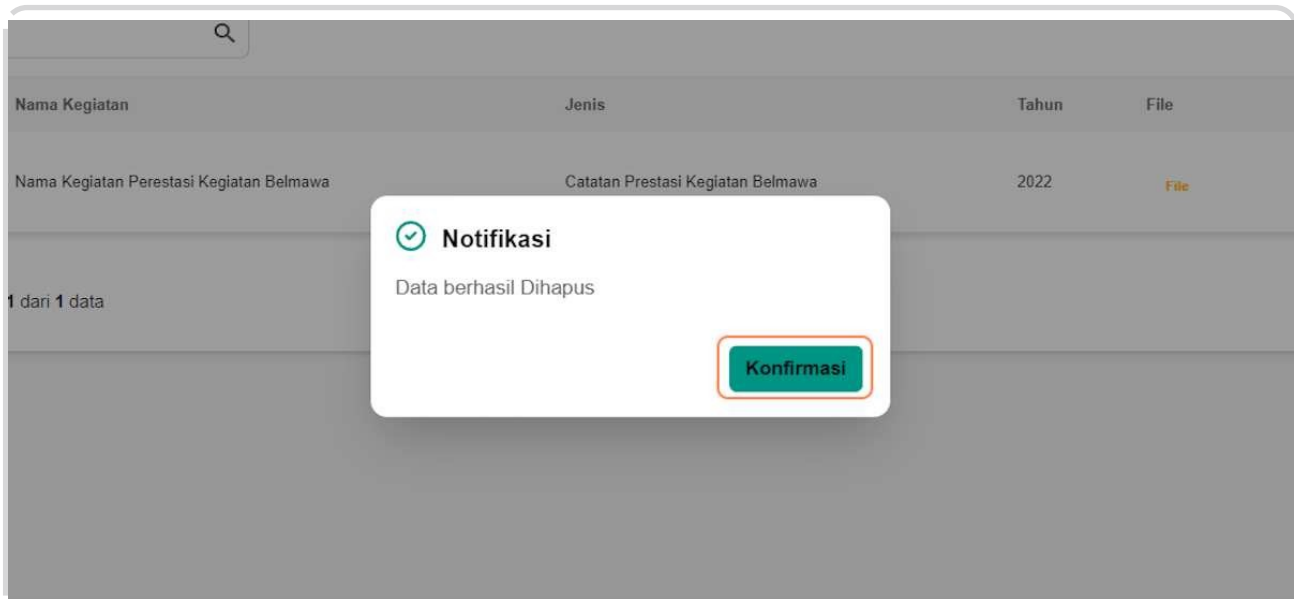 Nama Kegiatan Jenis Tahun File
Nama Kegiatan Perestasi Kegiatan Belmawa Catatan Prestasi Kegiatan Belmawa 2022 File
Notifikasi
Data berhasil Dihapus
1 dari 1 data
Konfirmasi